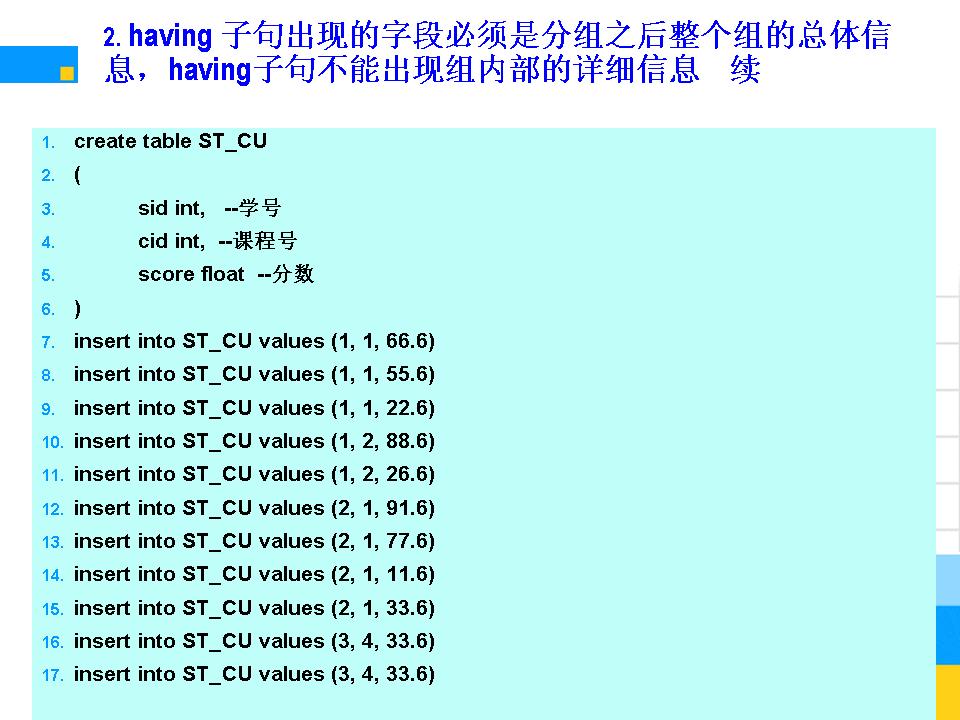 2. having 子句出现的字段必须是分组之后整个组的总体信
息，having子句不能出现组内部的详细信息 续
1. create table ST_CU
2. (
3. sid int, --学号
4. cid int, --课程号
5. score float --分数
6. )
7. insert into ST_CU values (1, 1, 66.6)
8. insert into ST_CU values (1, 1, 55.6)
9. insert into ST_CU values (1, 1, 22.6)
10. insert into ST_CU values (1, 2, 88.6)
11. insert into ST_CU values (1, 2, 26.6)
12. insert into ST_CU values (2, 1, 91.6)
13. insert into ST_CU values (2, 1, 77.6)
14. insert into ST_CU values (2, 1, 11.6)
15. insert into ST_CU values (2, 1, 33.6)
16. insert into ST_CU values (3, 4, 33.6)
17. insert into ST_CU values (3, 4, 33.6)